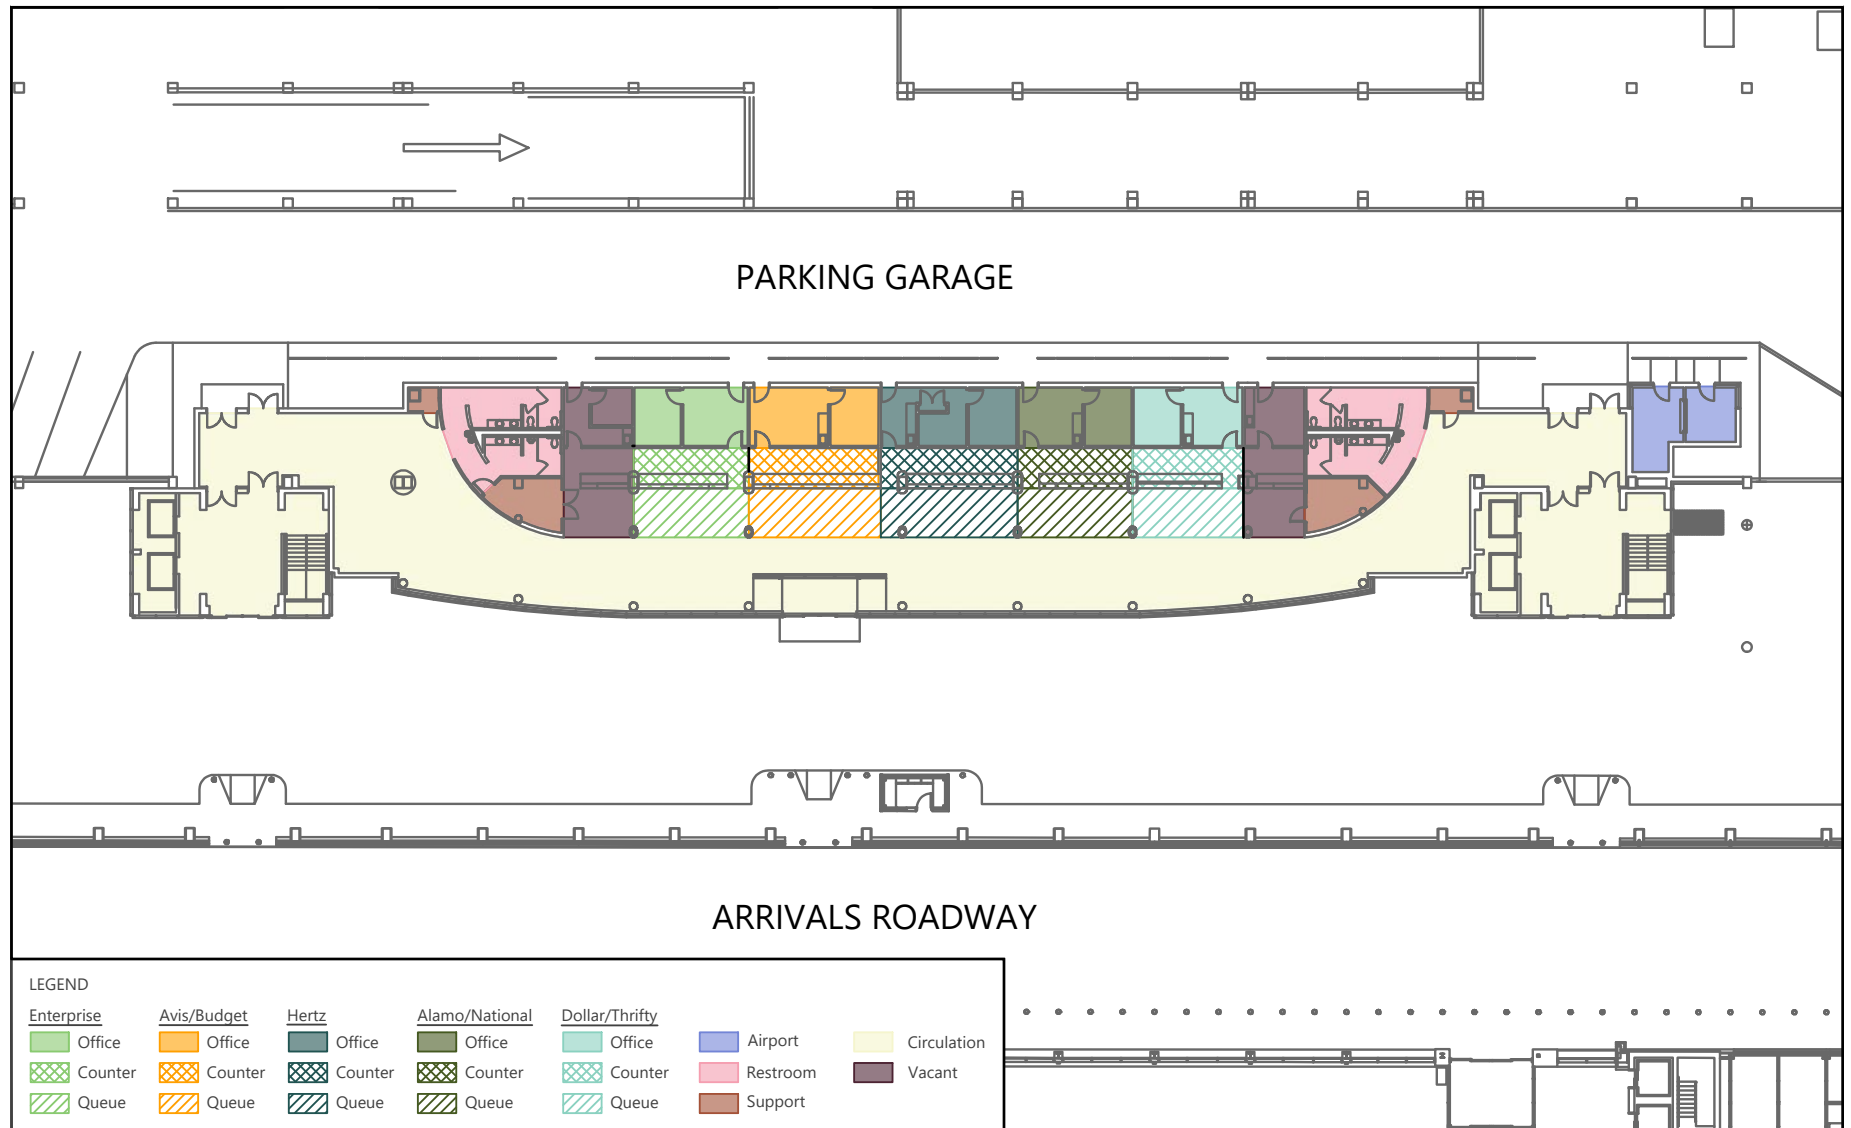 PARKING GARAGE
ARRIVALS ROADWAY
LEGEND
Enterprise Avis/Budget Hertz Alamo/National Dollar/Thrifty
Office Office Office Office Office Airport Circulation
Counter Counter Counter Counter Counter Restroom Vacant
Queue Queue Queue Queue Queue Support